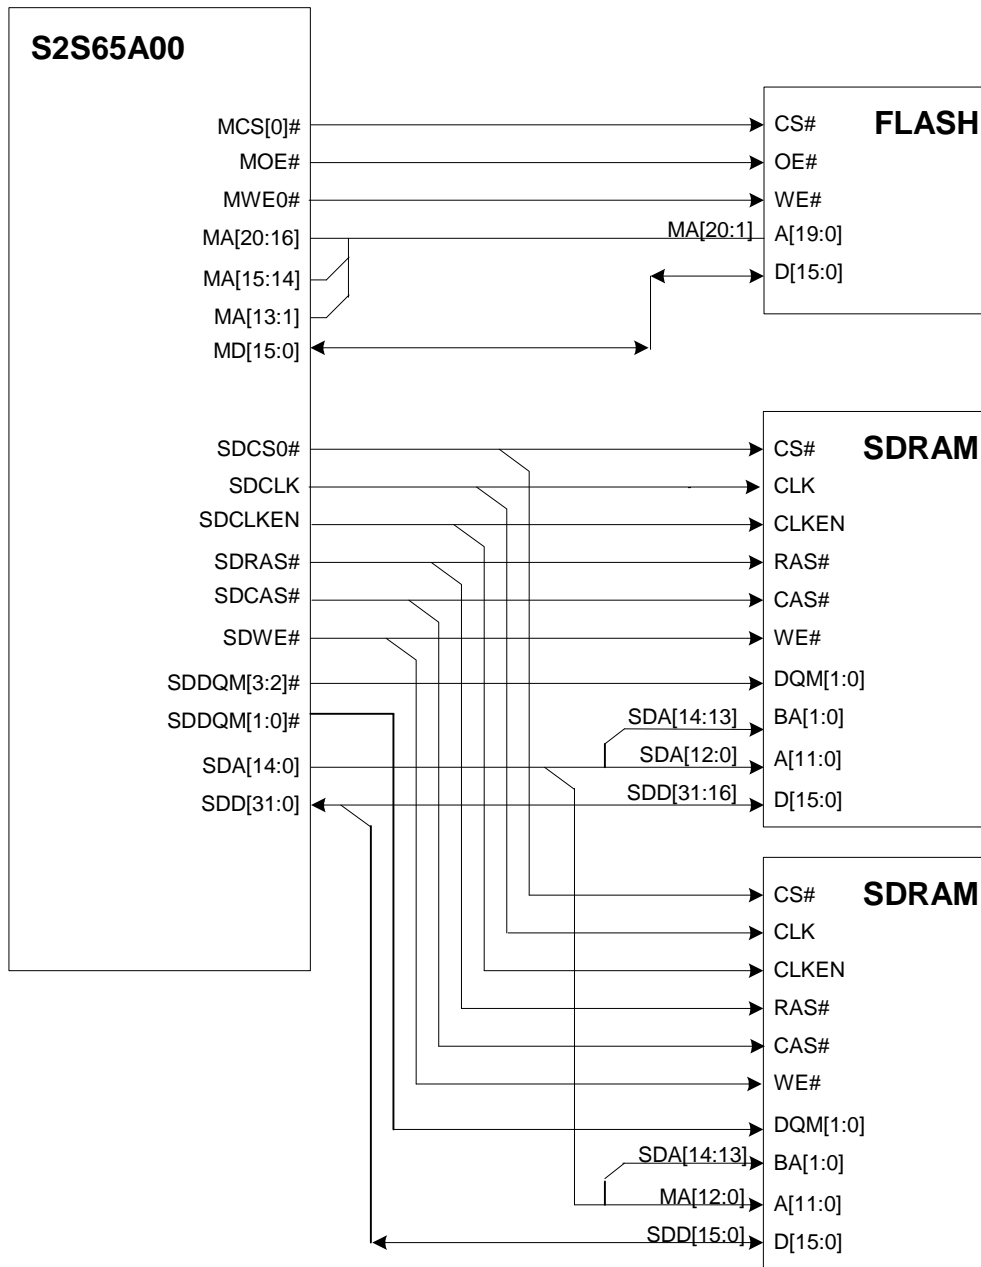 S2S65A00
MCS[0]#
MOE#
MWE0#
MA[20:16]
MA[15:14]
MA[13:1]
MD[15:0]
MA[20:1]
FLASH
CS#
OE#
WE#
A[19:0]
D[15:0]
SDCS0#
SDCLK
SDCLKEN
SDRAS#
SDCAS#
SDWE#
SDDQM[3:2]#
SDDQM[1:0]#
SDA[14:0]
SDD[31:0]
SDA[14:13]
SDA[12:0]
SDD[31:16]
SDRAM
CS#
CLK
CLKEN
RAS#
CAS#
WE#
DQM[1:0]
BA[1:0]
A[11:0]
D[15:0]
SDA[14:13]
MA[12:0]
SDD[15:0]
SDRAM
CS#
CLK
CLKEN
RAS#
CAS#
WE#
DQM[1:0]
BA[1:0]
A[11:0]
D[15:0]